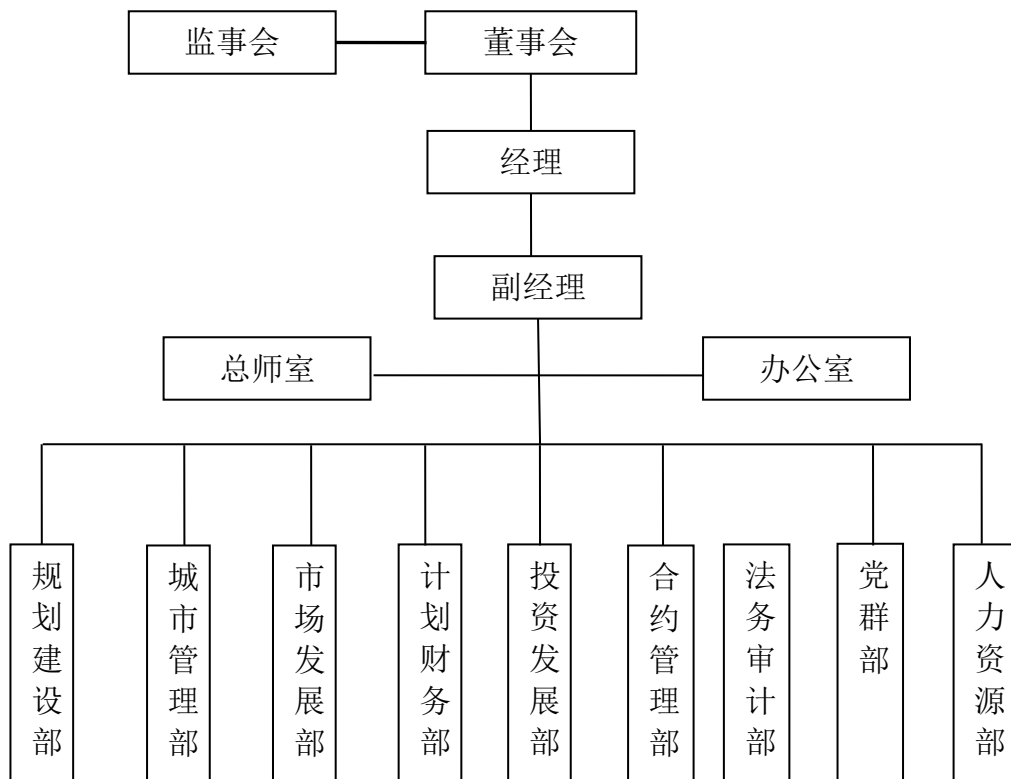 监事会
董事会
经理
副经理
总师室
办公室
规划建设部
城市管理部
市场发展部
计划财务部
投资发展部
合约管理部
法务审计部
党群部
人力资源部